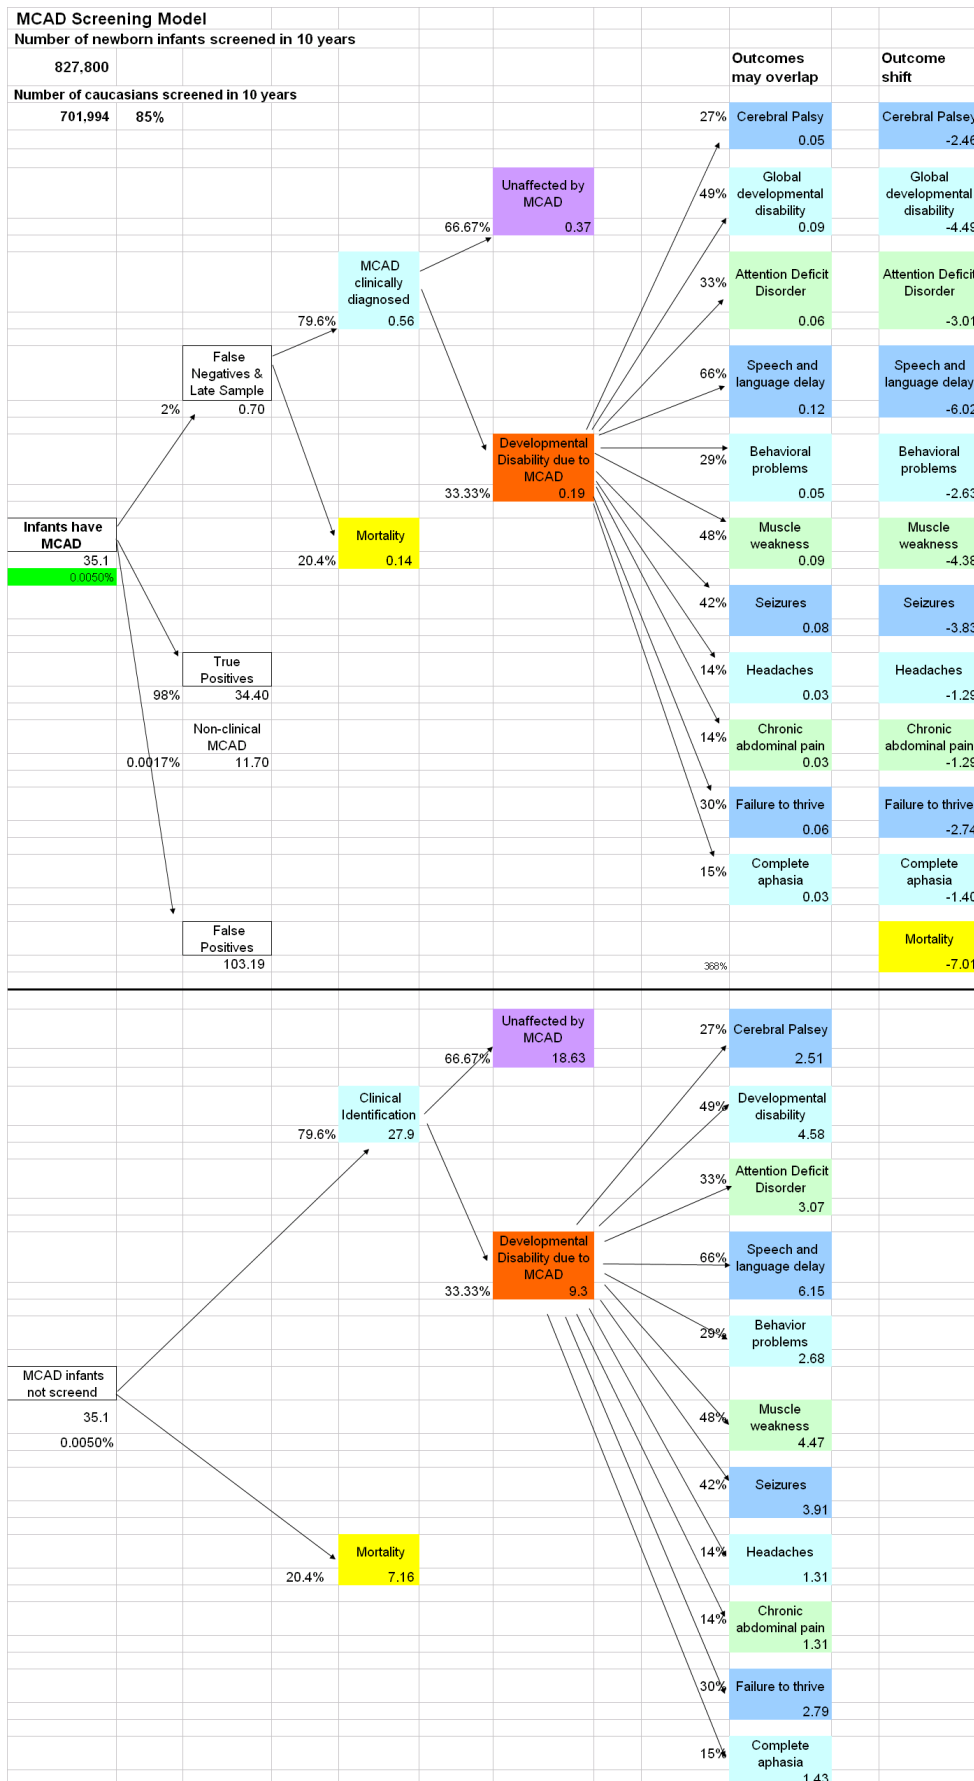 MCAD Screening Model
Number of newborn infants screened in 10 years
827,800
Outcomes
may overlap
Outcome
shift
Number of caucasians screened in 10 years
701,994 85%
27% Cerebral Palsy
0.05
Cerebral Palsey
-2.46
Unaffected by
MCAD
66.67% 0.37
49% Global
developmental
disability
0.09
Global
developmental
disability
-4.49
MCAD
clinically
diagnosed
79.6% 0.56
33% Attention Deficit
Disorder
0.06
Attention Deficit
Disorder
-3.01
False
Negatives &
Late Sample
2% 0.70
66% Speech and
language delay
0.12
Speech and
language delay
-6.02
Developmental
Disability due to
MCAD
33.33% 0.19
29% Behavioral
problems
0.05
Behavioral
problems
-2.63
Infants have
MCAD
35.1
0.0050%
Mortality
20.4% 0.14
48% Muscle
weakness
0.09
Muscle
weakness
-4.38
42% Seizures
0.08
Seizures
-3.83
True
Positives
98% 34.40
14% Headaches
0.03
Headaches
-1.29
Non-clinical
MCAD
0.0017% 11.70
14% Chronic
abdominal pain
0.03
Chronic
abdominal pain
-1.29
30% Failure to thrive
0.06
Failure to thrive
-2.74
15% Complete
aphasia
0.03
Complete
aphasia
-1.40
False
Positives
103.19
368%
Mortality
-7.01
Unaffected by
MCAD
66.67% 18.63
27% Cerebral Palsey
2.51
Clinical
Identification
79.6% 27.9
49% Developmental
disability
4.58
33% Attention Deficit
Disorder
3.07
Developmental
Disability due to
MCAD
33.33% 9.3
66% Speech and
language delay
6.15
29% Behavior
problems
2.68
MCAD infants
not screend
35.1
0.0050%
48% Muscle
weakness
4.47
42% Seizures
3.91
Mortality
20.4% 7.16
14% Headaches
1.31
14% Chronic
abdominal pain
1.31
30% Failure to thrive
2.79
15% Complete
aphasia
1.43